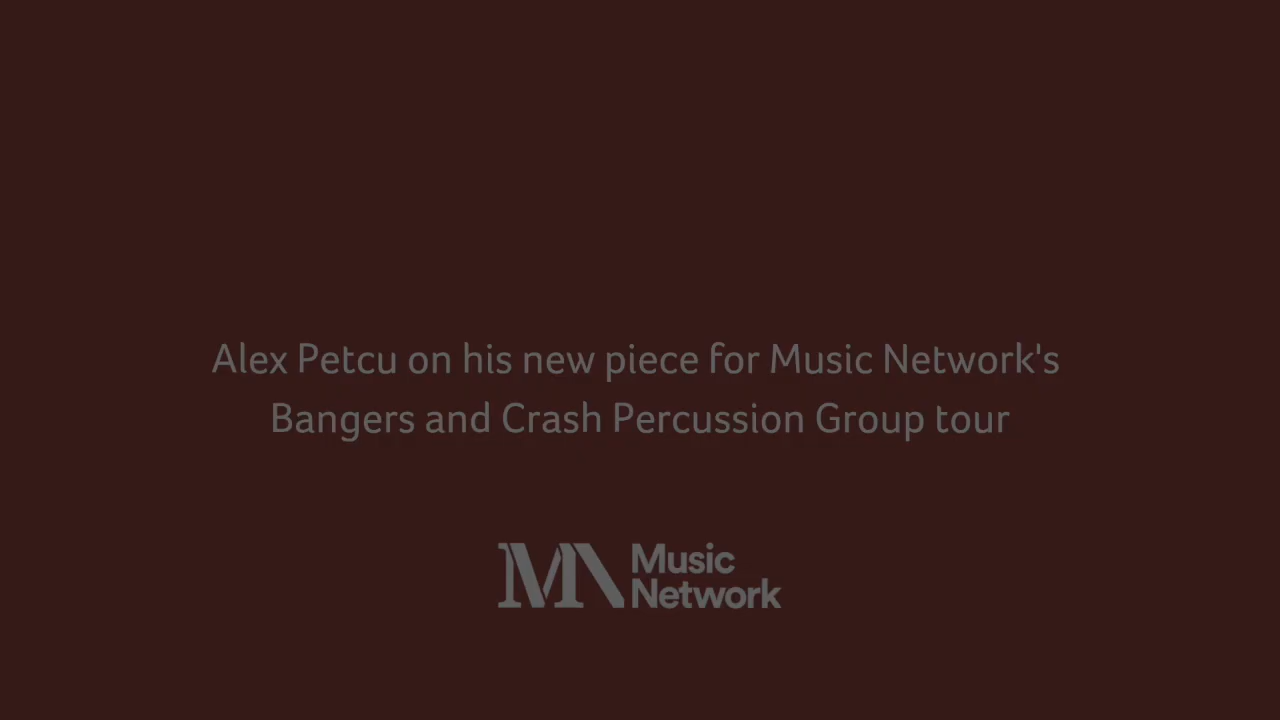 Alex Petcu on his new piece for Music Network's
Bangers and Crash Percussion Group tour
MN Music
Network